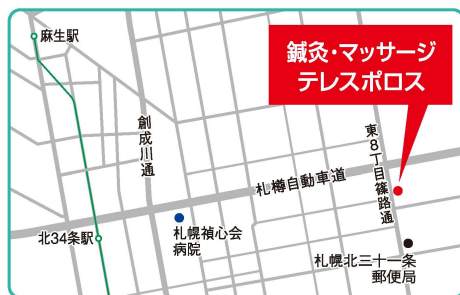 麻生駅
鍼灸・マッサージ
テレスポロス
創成川通
東8丁目篠路通
札樽自動車道
札幌禎心会
病院
北34条駅
札幌北三十一条
郵便局